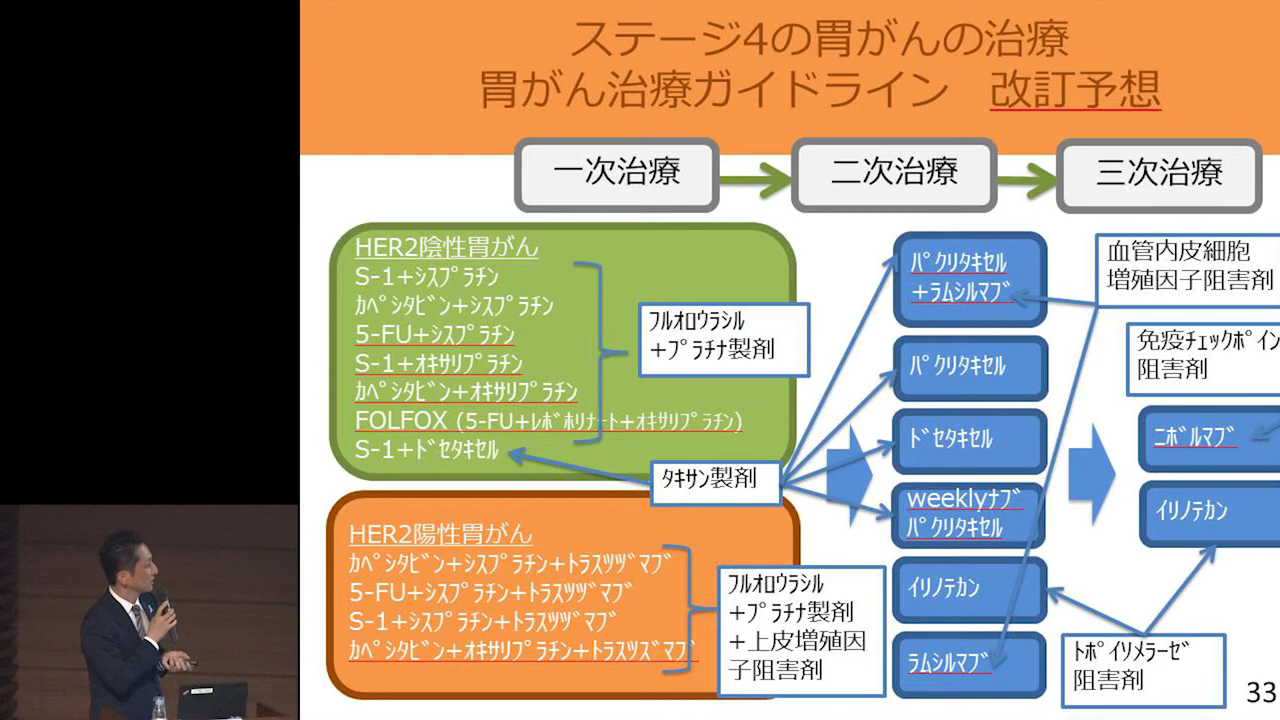 ステージ4の胃がんの治療
胃がん治療ガイドライン 改訂予想
一次治療
二次治療
三次治療
HER2陰性胃がん
S-1+ｼｽﾌﾟﾗﾁﾝ
ｶﾍﾟｼﾀﾋﾞﾝ+ｼｽﾌﾟﾗﾁﾝ
5-FU+ｼｽﾌﾟﾗﾁﾝ
S-1+ｵｷｻﾘﾌﾟﾗﾁﾝ
ｶﾍﾟｼﾀﾋﾞﾝ+ｵｷｻﾘﾌﾟﾗﾁﾝ
FOLFOX (5-FU+ﾚﾎﾞﾎﾘﾅｰﾄ+ｵｷｻﾘﾌﾟﾗﾁﾝ)
S-1+ﾄﾞｾﾀｷｾﾙ
ﾌﾙｵﾛｳﾗｼﾙ
+ﾌﾟﾗﾁﾅ製剤
ﾀｷｻﾝ製剤
HER2陽性胃がん
ｶﾍﾟｼﾀﾋﾞﾝ+ｼｽﾌﾟﾗﾁﾝ+ﾄﾗｽﾂｽﾞﾏﾌﾞ
5-FU+ｼｽﾌﾟﾗﾁﾝ+ﾄﾗｽﾂｽﾞﾏﾌﾞ
S-1+ｼｽﾌﾟﾗﾁﾝ+ﾄﾗｽﾂｽﾞﾏﾌﾞ
ｶﾍﾟｼﾀﾋﾞﾝ+ｵｷｻﾘﾌﾟﾗﾁﾝ+ﾄﾗｽﾂｽﾞﾏﾌﾞ
ﾌﾙｵﾛｳﾗｼﾙ
+ﾌﾟﾗﾁﾅ製剤
+上皮増殖因
子阻害剤
ﾊﾟｸﾘﾀｷｾﾙ
+ﾗﾑｼﾙﾏﾌﾞ
ﾊﾟｸﾘﾀｷｾﾙ
ﾄﾞｾﾀｷｾﾙ
weeklyﾅﾌﾞ
ﾊﾟｸﾘﾀｷｾﾙ
ｲﾘﾉﾃｶﾝ
ﾗﾑｼﾙﾏﾌﾞ
血管内皮細胞
増殖因子阻害剤
免疫ﾁｪｯｸﾎﾟｲﾝ
阻害剤
ﾆﾎﾞﾙﾏﾌﾞ
ｲﾘﾉﾃｶﾝ
ﾄﾎﾟｲｿﾒﾗｰｾﾞ
阻害剤
33